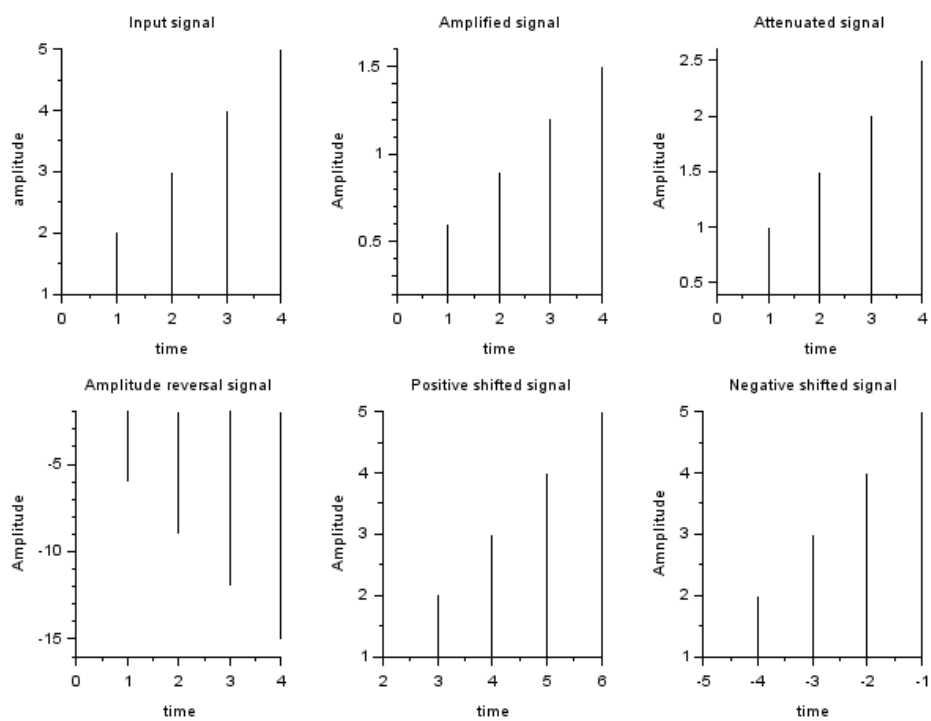 Input signal
5
4
3
2
1
amplitude
0 1 2 3 4
time
Amplified signal
1.5
1
0.5
Amplitude
0 1 2 3 4
time
Attenuated signal
2.5
2
1.5
1
0.5
Amplitude
0 1 2 3 4
time
Amplitude reversal signal
-5
-10
-15
Amplitude
0 1 2 3 4
time
Positive shifted signal
5
4
3
2
1
Amplitude
2 3 4 5 6
time
Negative shifted signal
5
4
3
2
1
Amnplitude
-5 -4 -3 -2 -1
time